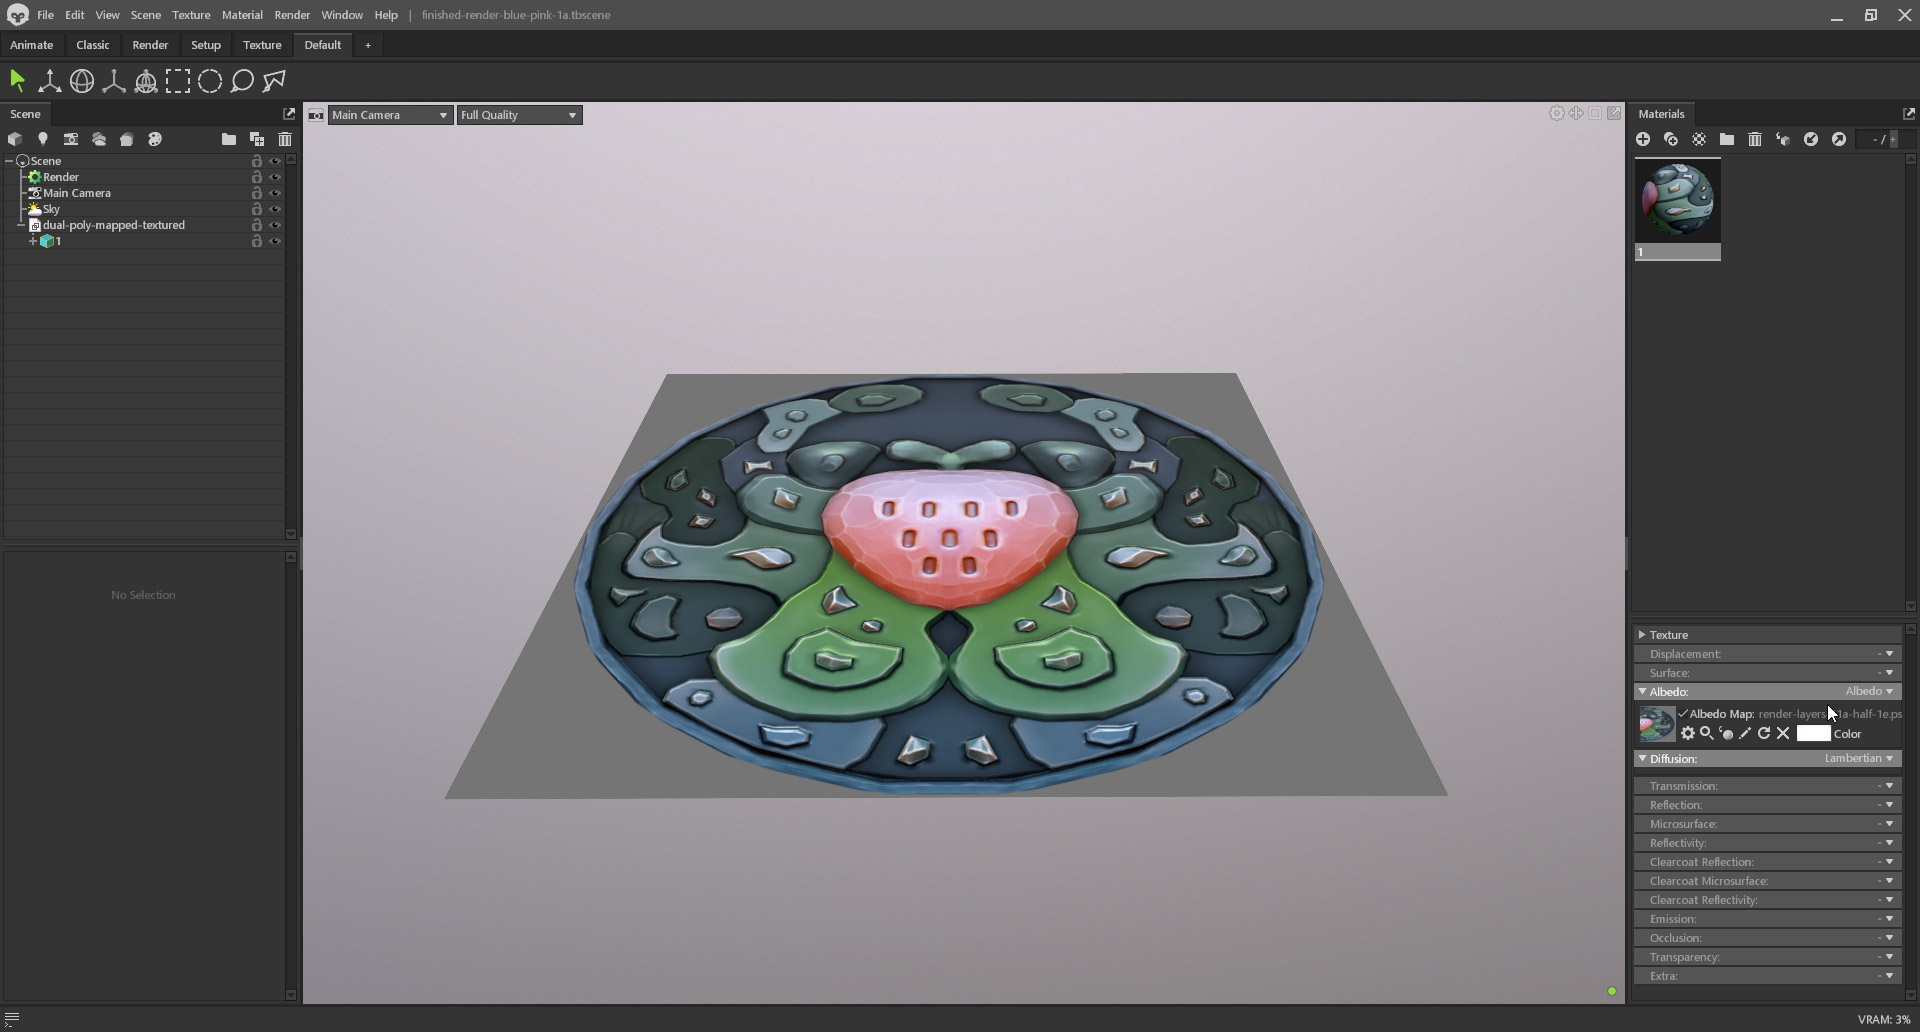 File Edit View Scene Texture Material Render Window Help | finished-render-blue-pink-1a.tbscene
Animate Classic Render Setup Texture Default +
Scene
Main Camera Full Quality
Materials
- /
Scene
Render
Main Camera
Sky
dual-poly-mapped-textured
1
1
No Selection
Texture
Displacement: -
Surface: -
Albedo: Albedo
Albedo Map: render-layers 1a-half-1e.ps
Color
Diffusion: Lambertian
Transmission: -
Reflection: -
Microsurface: -
Reflectivity: -
Clearcoat Reflection: -
Clearcoat Microsurface: -
Clearcoat Reflectivity: -
Emission: -
Occlusion: -
Transparency: -
Extra: -
VRAM: 3%